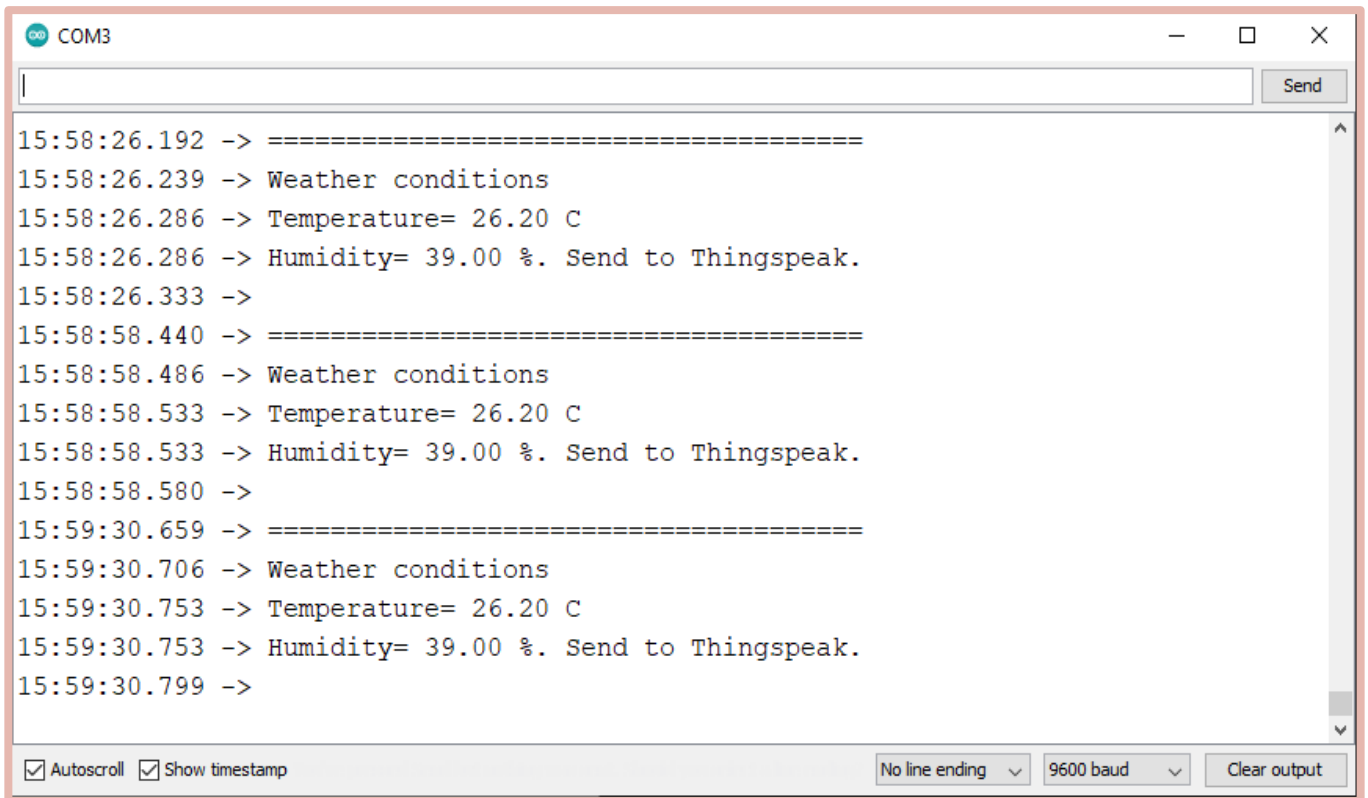 COM3
Send
15:58:26.192 -> ======================================
15:58:26.239 -> Weather conditions
15:58:26.286 -> Temperature= 26.20 C
15:58:26.286 -> Humidity= 39.00 %. Send to Thingspeak.
15:58:26.333 ->
15:58:58.440 -> ======================================
15:58:58.486 -> Weather conditions
15:58:58.533 -> Temperature= 26.20 C
15:58:58.533 -> Humidity= 39.00 %. Send to Thingspeak.
15:58:58.580 ->
15:59:30.659 -> ======================================
15:59:30.706 -> Weather conditions
15:59:30.753 -> Temperature= 26.20 C
15:59:30.753 -> Humidity= 39.00 %. Send to Thingspeak.
15:59:30.799 ->
Autoscroll Show timestamp No line ending 9600 baud Clear output